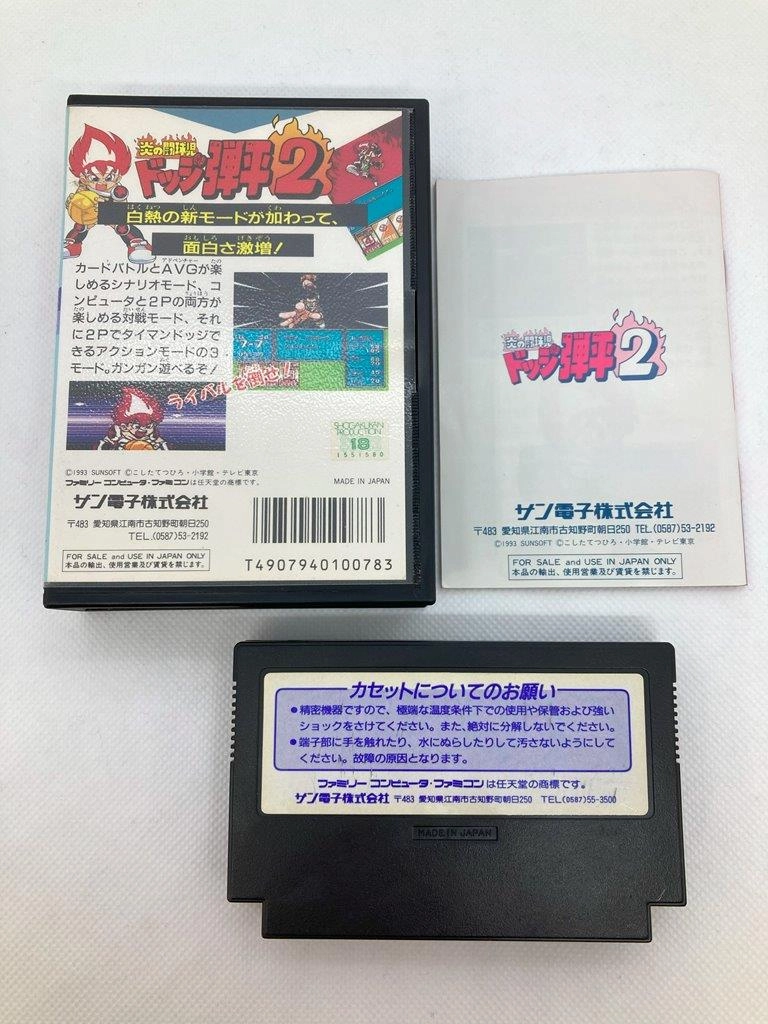 炎の闘球児
ドッジ弾平2
白熱の新モードが加わって、
面白さ激増!
カードバトルとAVGが楽
しめるシナリオモード、コ
ンピュータと2Pの両方が
楽しめる対戦モード、それ
に2Pでタイマンドッジで
きるアクションモードの3
モード。ガンガン遊べるぞ!
ライバルを倒せ!!
SHOGAKUKAN
PRODUCTION
18
1551580
©1993 SUNSOFT ©こしたてつひろ・小学館・テレビ東京
ファミリーコンピュータ・ファミコンは任天堂の商標です。
MADE IN JAPAN
サン電子株式会社
〒483 愛知県江南市古知野町朝日250
TEL.(0587)53-2192
FOR SALE and USE IN JAPAN ONLY
本品の輸出、使用営業及び賃貸を禁じます。
T4907940100783
炎の闘球児
ドッジ弾平2
サン電子株式会社
〒483 愛知県江南市古知野町朝日250 TEL.(0587)53-2192
©1993 SUNSOFT ©こしたてつひろ・小学館・テレビ東京
FOR SALE and USE IN JAPAN ONLY
本品の輸出、使用営業及び賃貸を禁じます。
カセットについてのお願い
●精密機器ですので、極端な温度条件下での使用や保管および強い
ショックをさけてください。また、絶対に分解しないでください。
●端子部に手を触れたり、水にぬらしたりして汚さないようにして
ください。故障の原因となります。
ファミリーコンピュータ・ファミコンは任天堂の商標です。
サン電子株式会社 〒483 愛知県江南市古知野町朝日250 TEL(0587)55-3500
MADE IN JAPAN